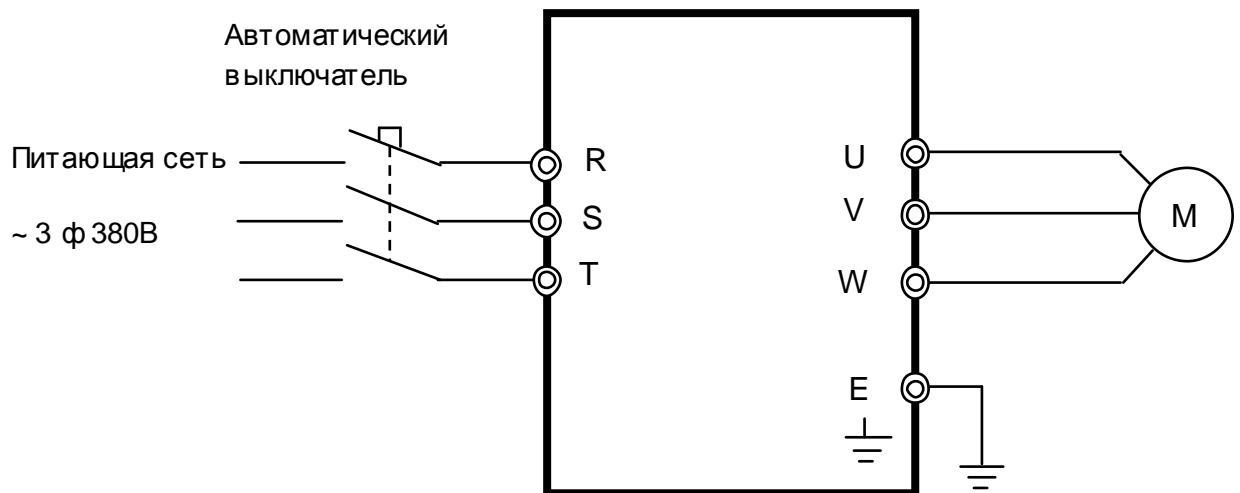 Автоматический
выключатель
Питающая сеть
~ 3 ф 380В
R
S
T
U
V
W
E
M